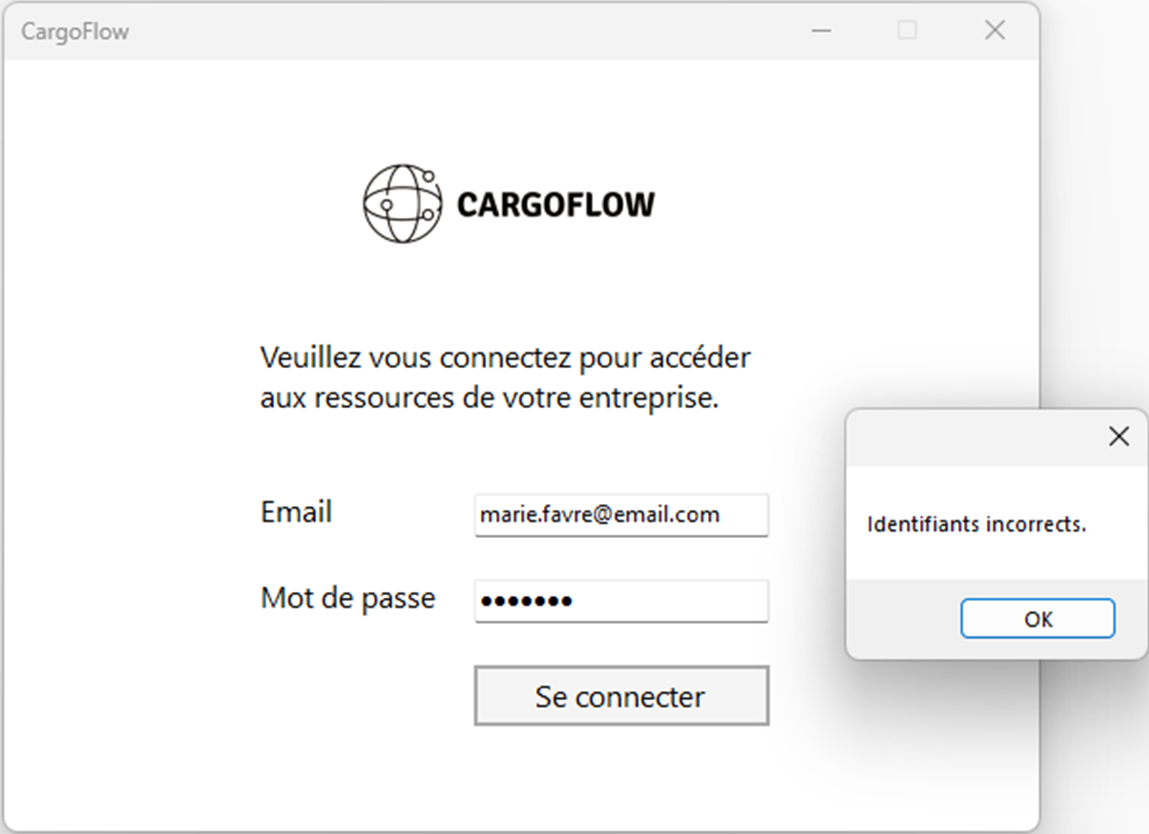 CargoFlow
CARGOFLOW
Veuillez vous connectez pour accéder
aux ressources de votre entreprise.
Email
marie.favre@email.com
Mot de passe
•••••••
Se connecter
Identifiants incorrects.
OK